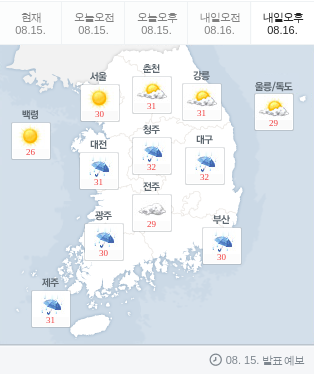 현재 오늘오전 오늘오후 내일오전 내일오후
08.15. 08.15. 08.15. 08.16. 08.16.
춘천
31
서울
30
강릉
31
울릉/독도
29
백령
26
청주
32
대전
31
대구
32
전주
29
광주
30
부산
30
제주
31
08. 15. 발표 예보